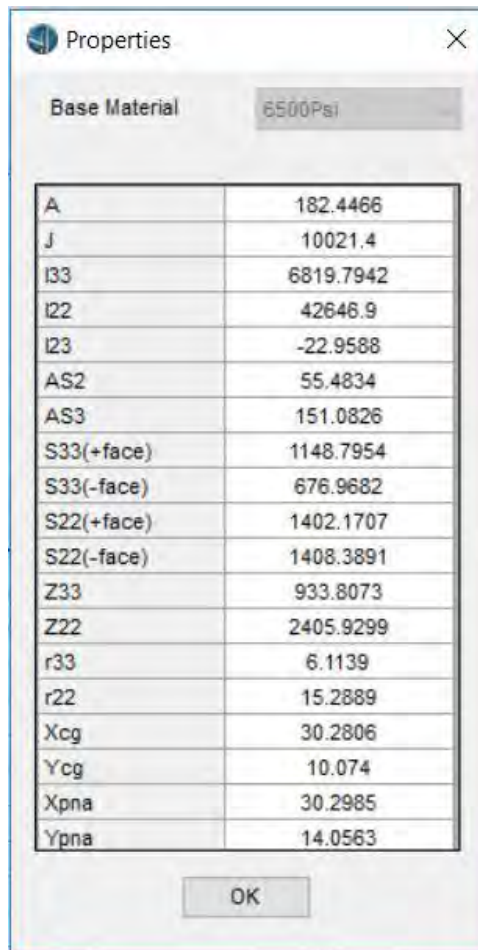 Properties
Base Material 6500Psi
A 182.4466
J 10021.4
I33 6819.7942
I22 42646.9
I23 -22.9588
AS2 55.4834
AS3 151.0826
S33(+face) 1148.7954
S33(-face) 676.9682
S22(+face) 1402.1707
S22(-face) 1408.3891
Z33 933.8073
Z22 2405.9299
r33 6.1139
r22 15.2889
Xcg 30.2806
Ycg 10.074
Xpna 30.2985
Ypna 14.0563
OK